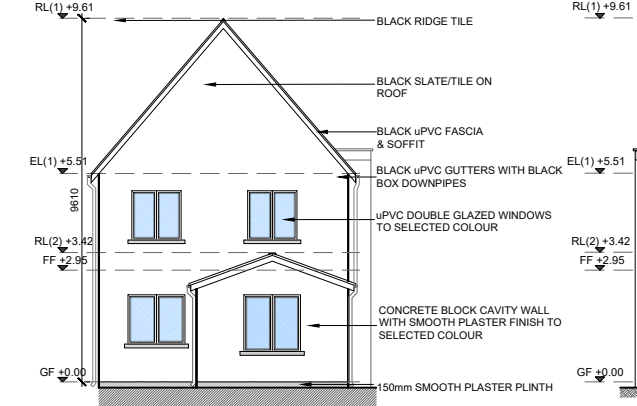 RL(1) +9.61
BLACK RIDGE TILE
RL(1) +9.61
BLACK SLATE/TILE ON
ROOF
BLACK uPVC FASCIA
& SOFFIT
EL(1) +5.51
BLACK uPVC GUTTERS WITH BLACK
BOX DOWNPIPES
EL(1) +5.51
9610
uPVC DOUBLE GLAZED WINDOWS
TO SELECTED COLOUR
RL(2) +3.42
RL(2) +3.42
FF +2.95
FF +2.95
CONCRETE BLOCK CAVITY WALL
WITH SMOOTH PLASTER FINISH TO
SELECTED COLOUR
GF +0.00
GF +0.00
150mm SMOOTH PLASTER PLINTH